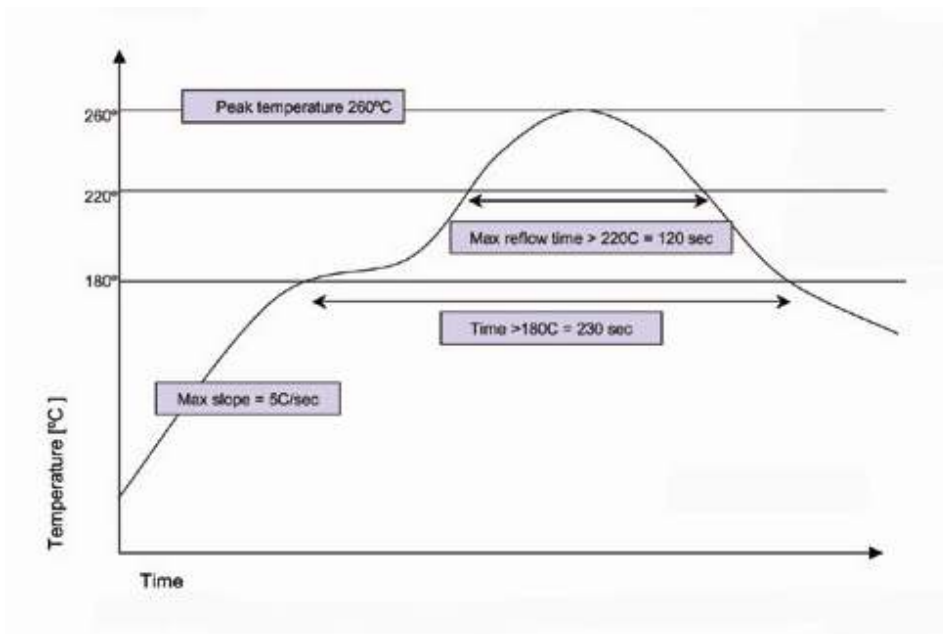 Peak temperature 260ºC
260º
220º
Max reflow time > 220C = 120 sec
180º
Time >180C = 230 sec
Max slope = 5C/sec
Temperature [ºC ]
Time